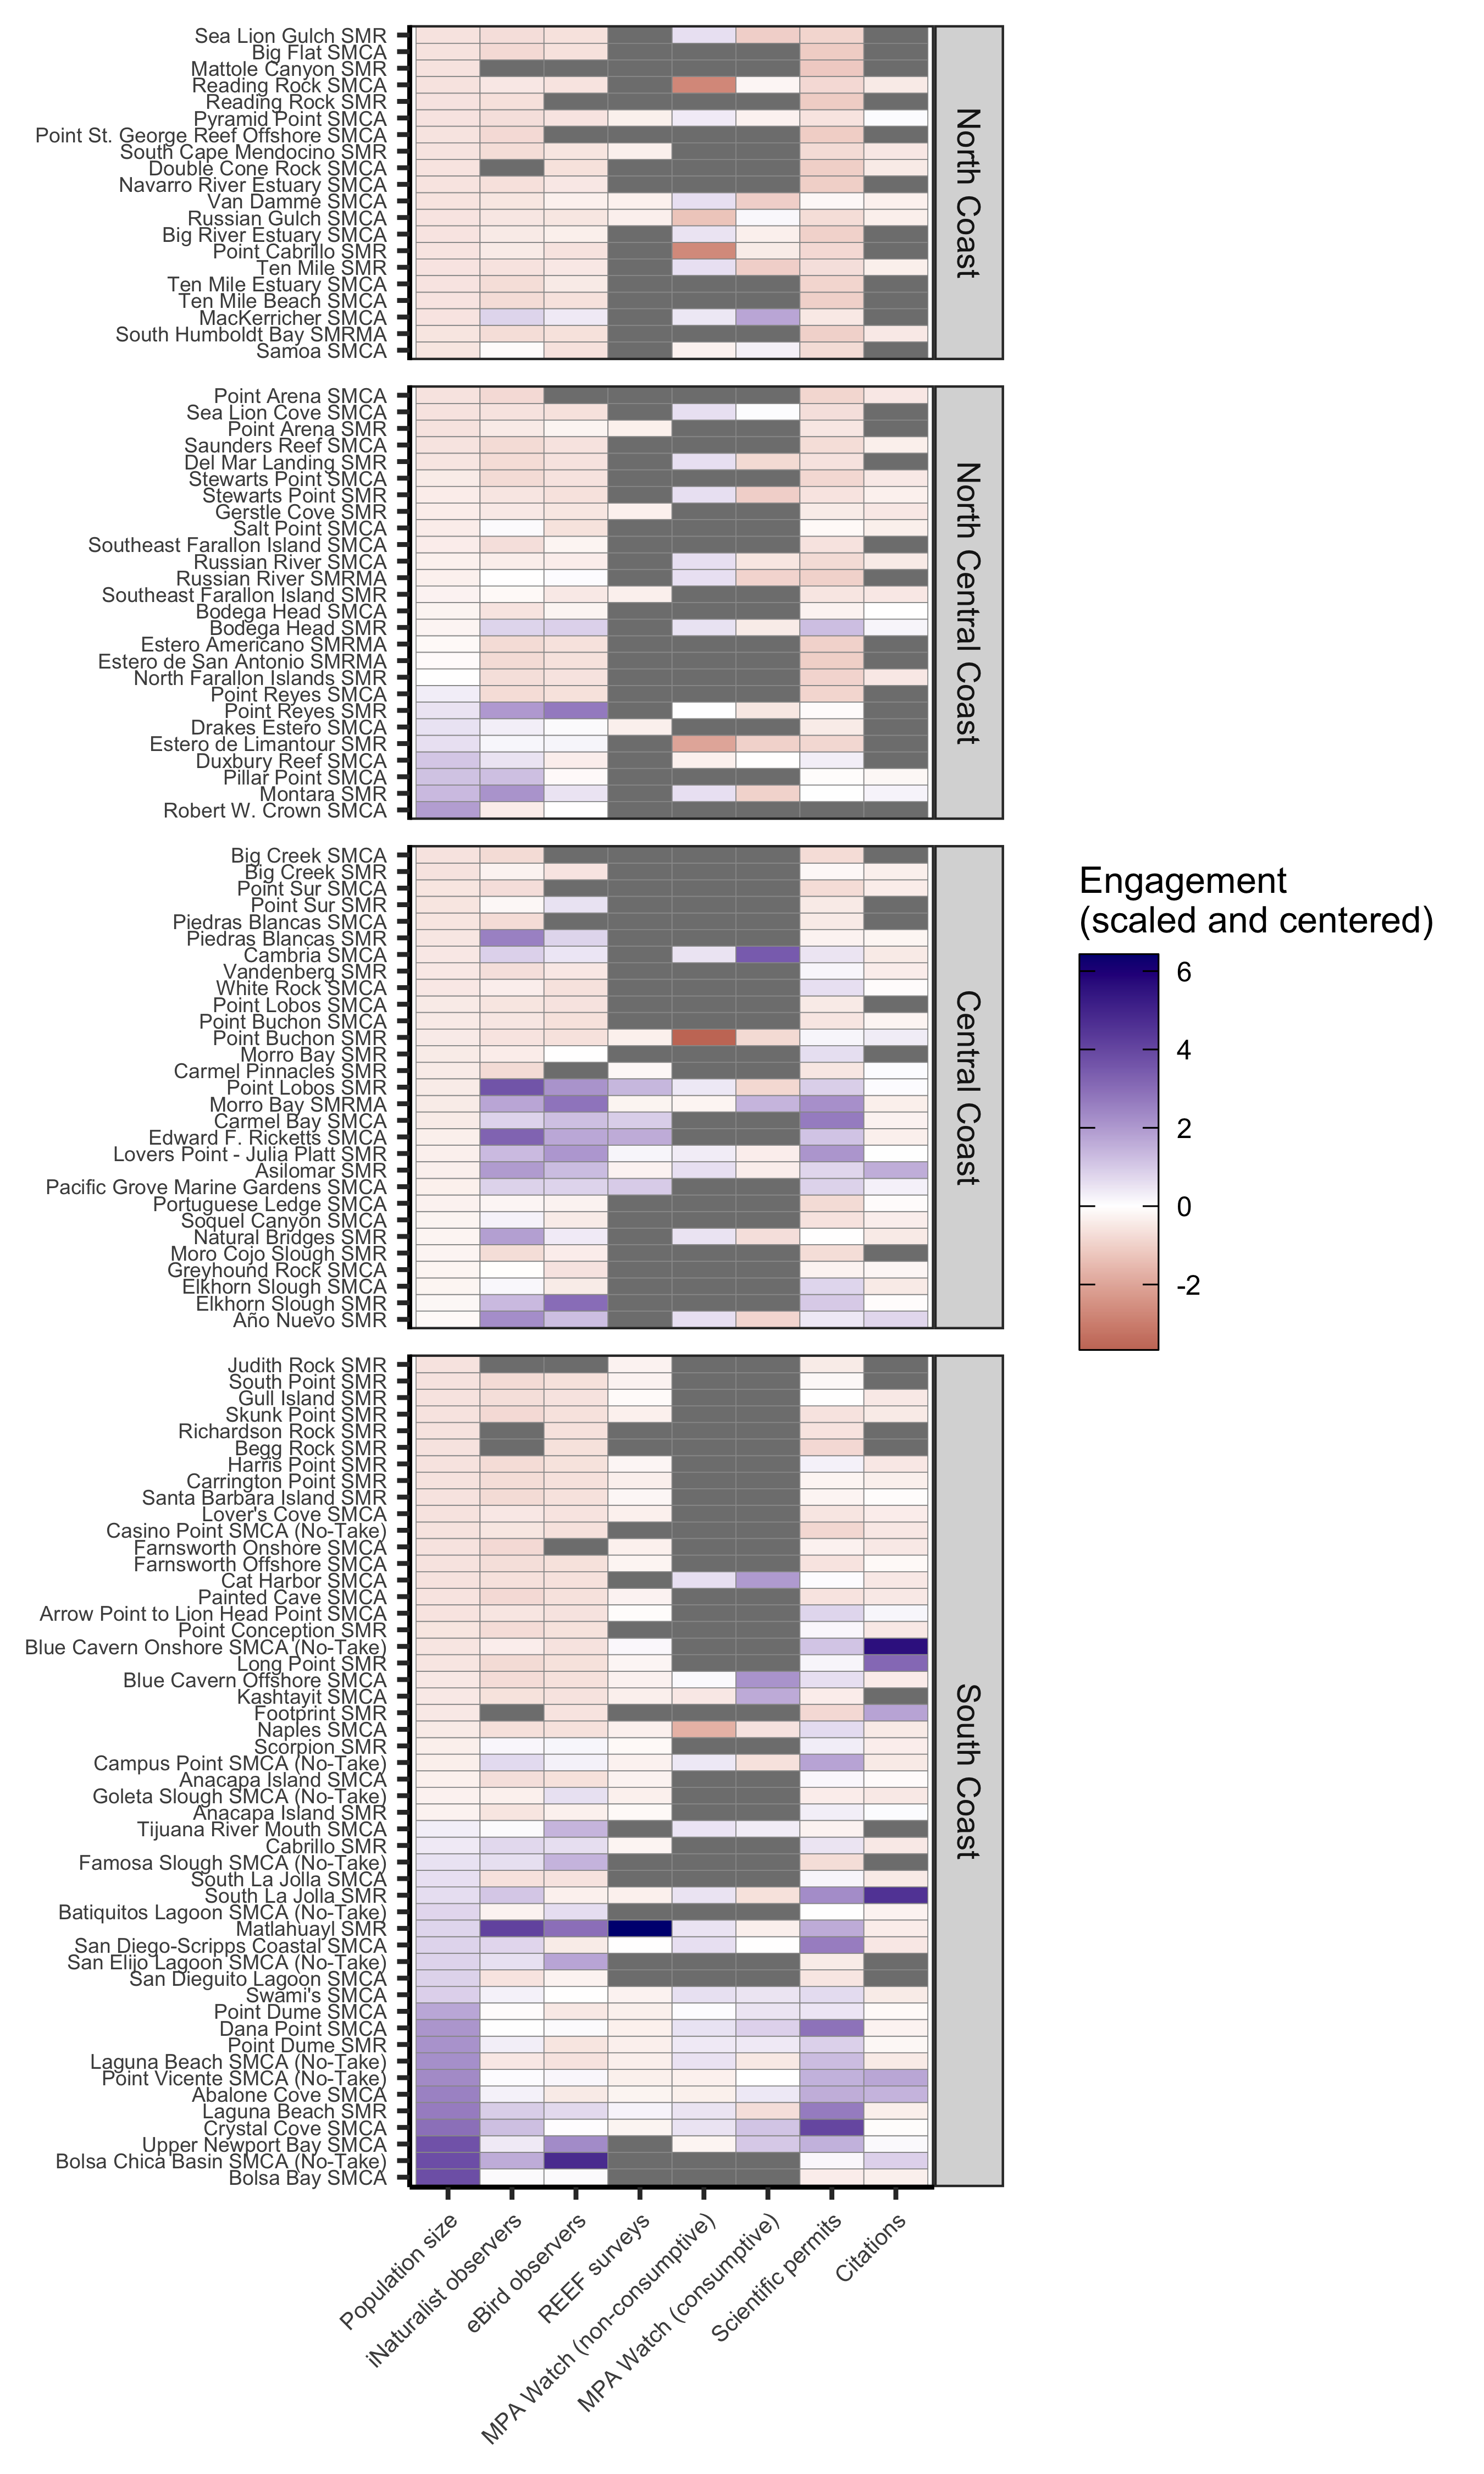 Sea Lion Gulch SMR
Big Flat SMCA
Mattole Canyon SMR
Reading Rock SMCA
Reading Rock SMR
Pyramid Point SMCA
Point St. George Reef Offshore SMCA
South Cape Mendocino SMR
Double Cone Rock SMCA
Navarro River Estuary SMCA
Van Damme SMCA
Russian Gulch SMCA
Big River Estuary SMCA
Point Cabrillo SMR
Ten Mile SMR
Ten Mile Estuary SMCA
Ten Mile Beach SMCA
MacKerricher SMCA
South Humboldt Bay SMRMA
Samoa SMCA
North Coast
Point Arena SMCA
Sea Lion Cove SMCA
Point Arena SMR
Saunders Reef SMCA
Del Mar Landing SMR
Stewarts Point SMCA
Stewarts Point SMR
Gerstle Cove SMR
Salt Point SMCA
Southeast Farallon Island SMCA
Russian River SMCA
Russian River SMRMA
Southeast Farallon Island SMR
Bodega Head SMCA
Bodega Head SMR
Estero Americano SMRMA
Estero de San Antonio SMRMA
North Farallon Islands SMR
Point Reyes SMCA
Point Reyes SMR
Drakes Estero SMCA
Estero de Limantour SMR
Duxbury Reef SMCA
Pillar Point SMCA
Montara SMR
Robert W. Crown SMCA
North Central Coast
Big Creek SMCA
Big Creek SMR
Point Sur SMCA
Point Sur SMR
Piedras Blancas SMCA
Piedras Blancas SMR
Cambria SMCA
Vandenberg SMR
White Rock SMCA
Point Lobos SMCA
Point Buchon SMCA
Point Buchon SMR
Morro Bay SMR
Carmel Pinnacles SMR
Point Lobos SMR
Morro Bay SMRMA
Carmel Bay SMCA
Edward F. Ricketts SMCA
Lovers Point - Julia Platt SMR
Asilomar SMR
Pacific Grove Marine Gardens SMCA
Portuguese Ledge SMCA
Soquel Canyon SMCA
Natural Bridges SMR
Moro Cojo Slough SMR
Greyhound Rock SMCA
Elkhorn Slough SMCA
Elkhorn Slough SMR
Año Nuevo SMR
Central Coast
Engagement
(scaled and centered)
6
4
2
0
-2
Judith Rock SMR
South Point SMR
Gull Island SMR
Skunk Point SMR
Richardson Rock SMR
Begg Rock SMR
Harris Point SMR
Carrington Point SMR
Santa Barbara Island SMR
Lover's Cove SMCA
Casino Point SMCA (No-Take)
Farnsworth Onshore SMCA
Farnsworth Offshore SMCA
Cat Harbor SMCA
Painted Cave SMCA
Arrow Point to Lion Head Point SMCA
Point Conception SMR
Blue Cavern Onshore SMCA (No-Take)
Long Point SMR
Blue Cavern Offshore SMCA
Kashtayit SMCA
Footprint SMR
Naples SMCA
Scorpion SMR
Campus Point SMCA (No-Take)
Anacapa Island SMCA
Goleta Slough SMCA (No-Take)
Anacapa Island SMR
Tijuana River Mouth SMCA
Cabrillo SMR
Famosa Slough SMCA (No-Take)
South La Jolla SMCA
South La Jolla SMR
Batiquitos Lagoon SMCA (No-Take)
Matlahuayl SMR
San Diego-Scripps Coastal SMCA
San Elijo Lagoon SMCA (No-Take)
San Dieguito Lagoon SMCA
Swami's SMCA
Point Dume SMCA
Dana Point SMCA
Point Dume SMR
Laguna Beach SMCA (No-Take)
Point Vicente SMCA (No-Take)
Abalone Cove SMCA
Laguna Beach SMR
Crystal Cove SMCA
Upper Newport Bay SMCA
Bolsa Chica Basin SMCA (No-Take)
Bolsa Bay SMCA
South Coast
Population size
iNaturalist observers
eBird observers
REEF surveys
MPA Watch (non-consumptive)
MPA Watch (consumptive)
Scientific permits
Citations